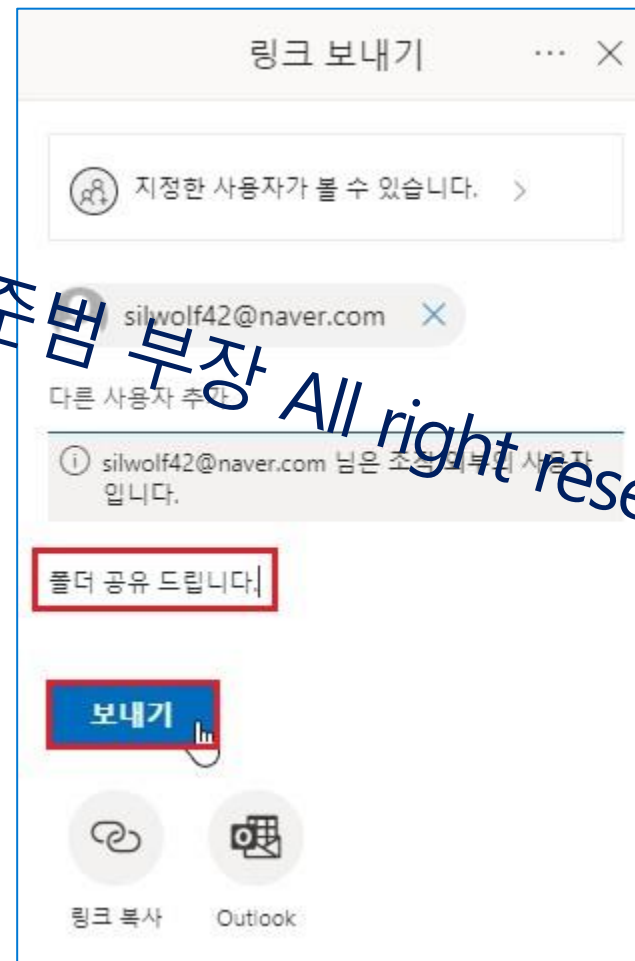 링크 보내기
지정한 사용자가 볼 수 있습니다.
silwolf42@naver.com
다른 사용자 추가
silwolf42@naver.com 님은 조직 외부의 사용자
입니다.
폴더 공유 드립니다.
보내기
링크 복사 Outlook
범 부장 All right rese